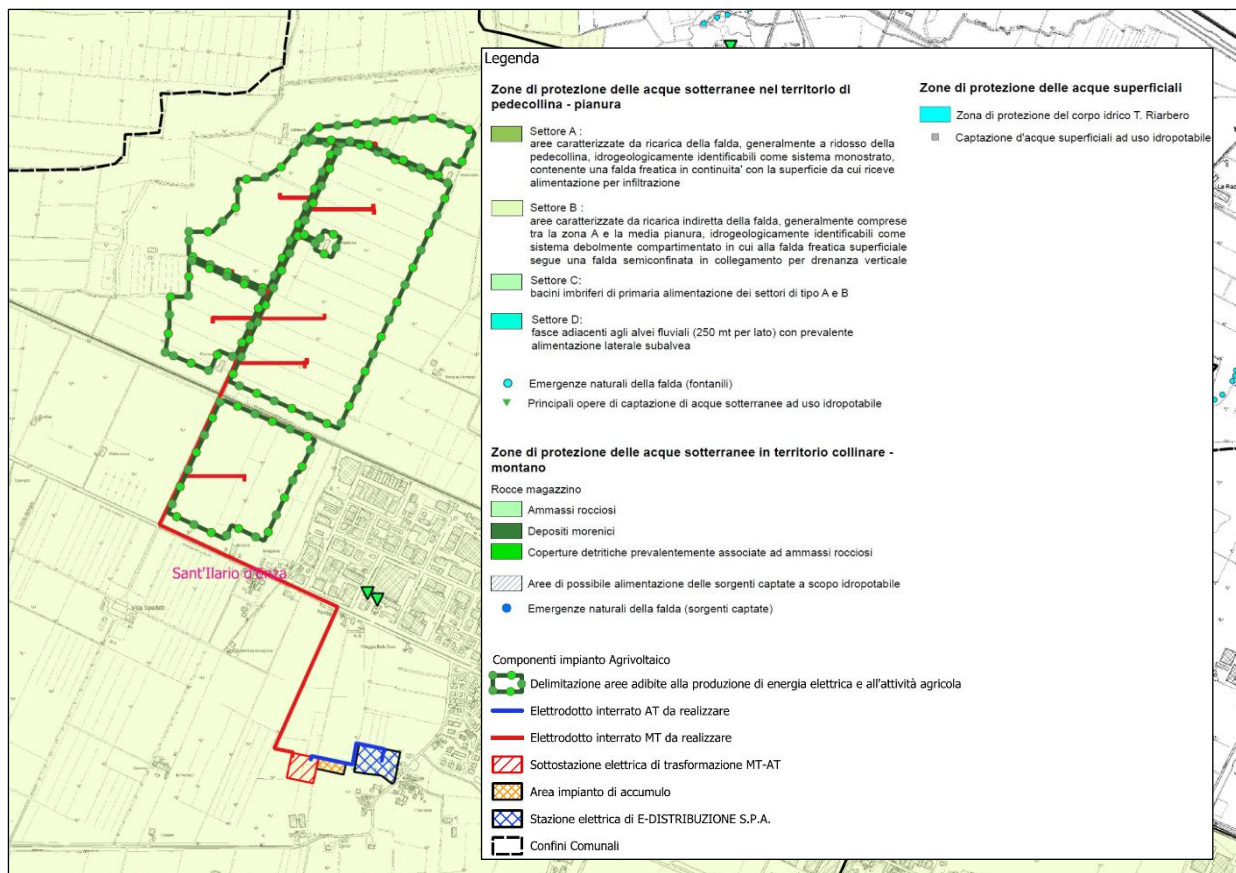 Legenda
Zone di protezione delle acque sotterranee nel territorio di
pedecollina - pianura
Settore A :
aree caratterizzate da ricarica della falda, generalmente a ridosso della
pedecollina, idrogeologicamente identificabili come sistema monostrato,
contenente una falda freatica in continuita' con la superficie da cui riceve
alimentazione per infiltrazione
Settore B :
aree caratterizzate da ricarica indiretta della falda, generalmente comprese
tra la zona A e la media pianura, idrogeologicamente identificabili come
sistema debolmente compartimentato in cui alla falda freatica superficiale
segue una falda semiconfinata in collegamento per drenanza verticale
Settore C:
bacini imbriferi di primaria alimentazione dei settori di tipo A e B
Settore D:
fasce adiacenti agli alvei fluviali (250 mt per lato) con prevalente
alimentazione laterale subalvea
Emergenze naturali della falda (fontanili)
Principali opere di captazione di acque sotterranee ad uso idropotabile
Zone di protezione delle acque sotterranee in territorio collinare -
montano
Rocce magazzino
Ammassi rocciosi
Depositi morenici
Coperture detritiche prevalentemente associate ad ammassi rocciosi
Aree di possibile alimentazione delle sorgenti captate a scopo idropotabile
Emergenze naturali della falda (sorgenti captate)
Componenti impianto Agrivoltaico
Delimitazione aree adibite alla produzione di energia elettrica e all'attività agricola
Elettrodotto interrato AT da realizzare
Elettrodotto interrato MT da realizzare
Sottostazione elettrica di trasformazione MT-AT
Area impianto di accumulo
Stazione elettrica di E-DISTRIBUZIONE S.P.A.
Confini Comunali
Zone di protezione delle acque superficiali
Zona di protezione del corpo idrico T. Riarbero
Captazione d'acque superficiali ad uso idropotabile
Sant'Ilario d'Enza
Villa Spalletti